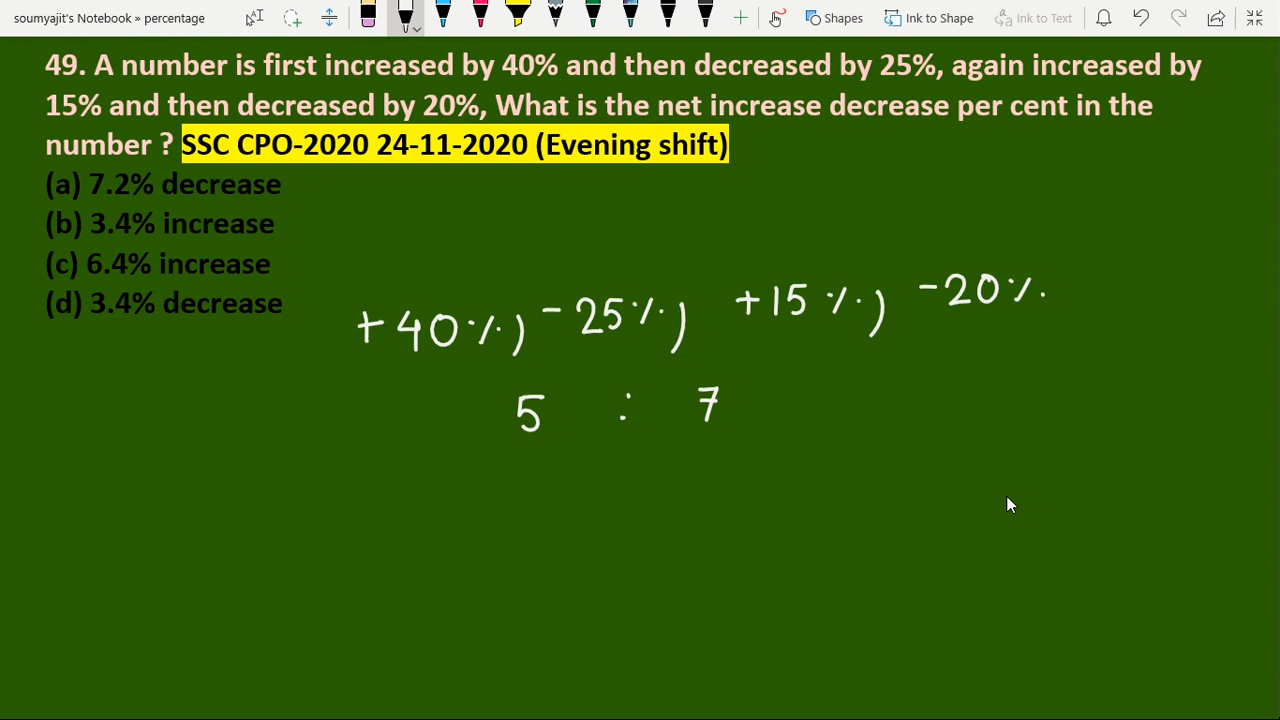 soumyajit's Notebook » percentage
Shapes
Ink to Shape
Ink to Text
49. A number is first increased by 40% and then decreased by 25%, again increased by
15% and then decreased by 20%, What is the net increase decrease per cent in the
number ? SSC CPO-2020 24-11-2020 (Evening shift)
(a) 7.2% decrease
(b) 3.4% increase
(c) 6.4% increase
(d) 3.4% decrease
+40%, -25%, +15%, -20%.
5 : 7